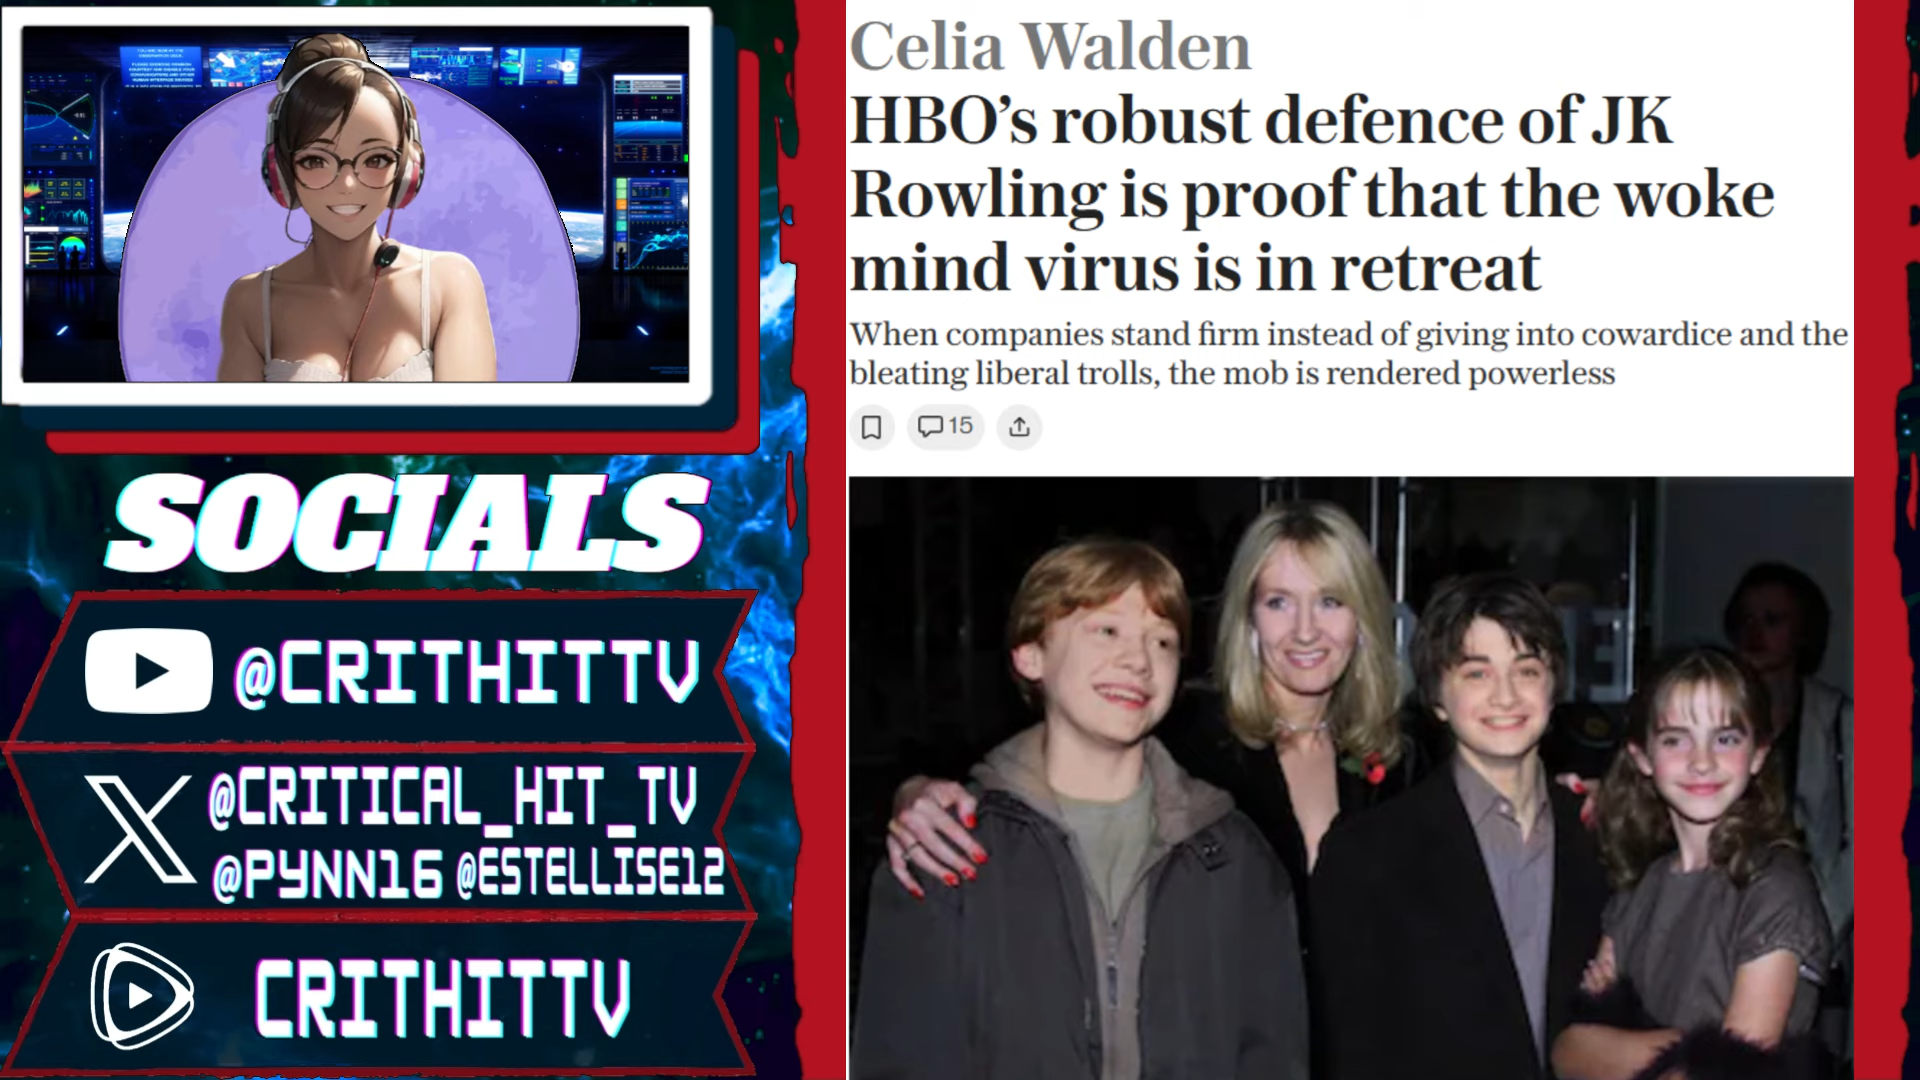 SOCIALS
@CRITHITTV
@CRITICAL_HIT_TV
@PYNN16 @ESTELLISE12
CRITHITTV
Celia Walden
HBO’s robust defence of JK
Rowling is proof that the woke
mind virus is in retreat
When companies stand firm instead of giving into cowardice and the
bleating liberal trolls, the mob is rendered powerless
15